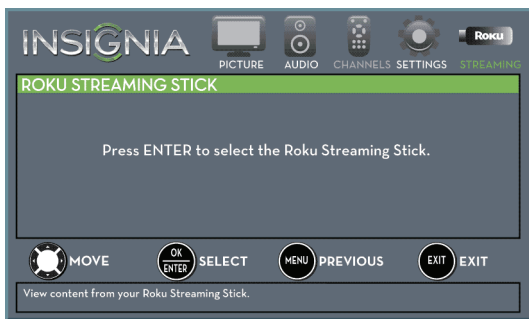 INSIGNIA
Roku
PICTURE AUDIO CHANNELS SETTINGS STREAMING
ROKU STREAMING STICK
Press ENTER to select the Roku Streaming Stick.
MOVE OK ENTER SELECT MENU PREVIOUS EXIT EXIT
View content from your Roku Streaming Stick.